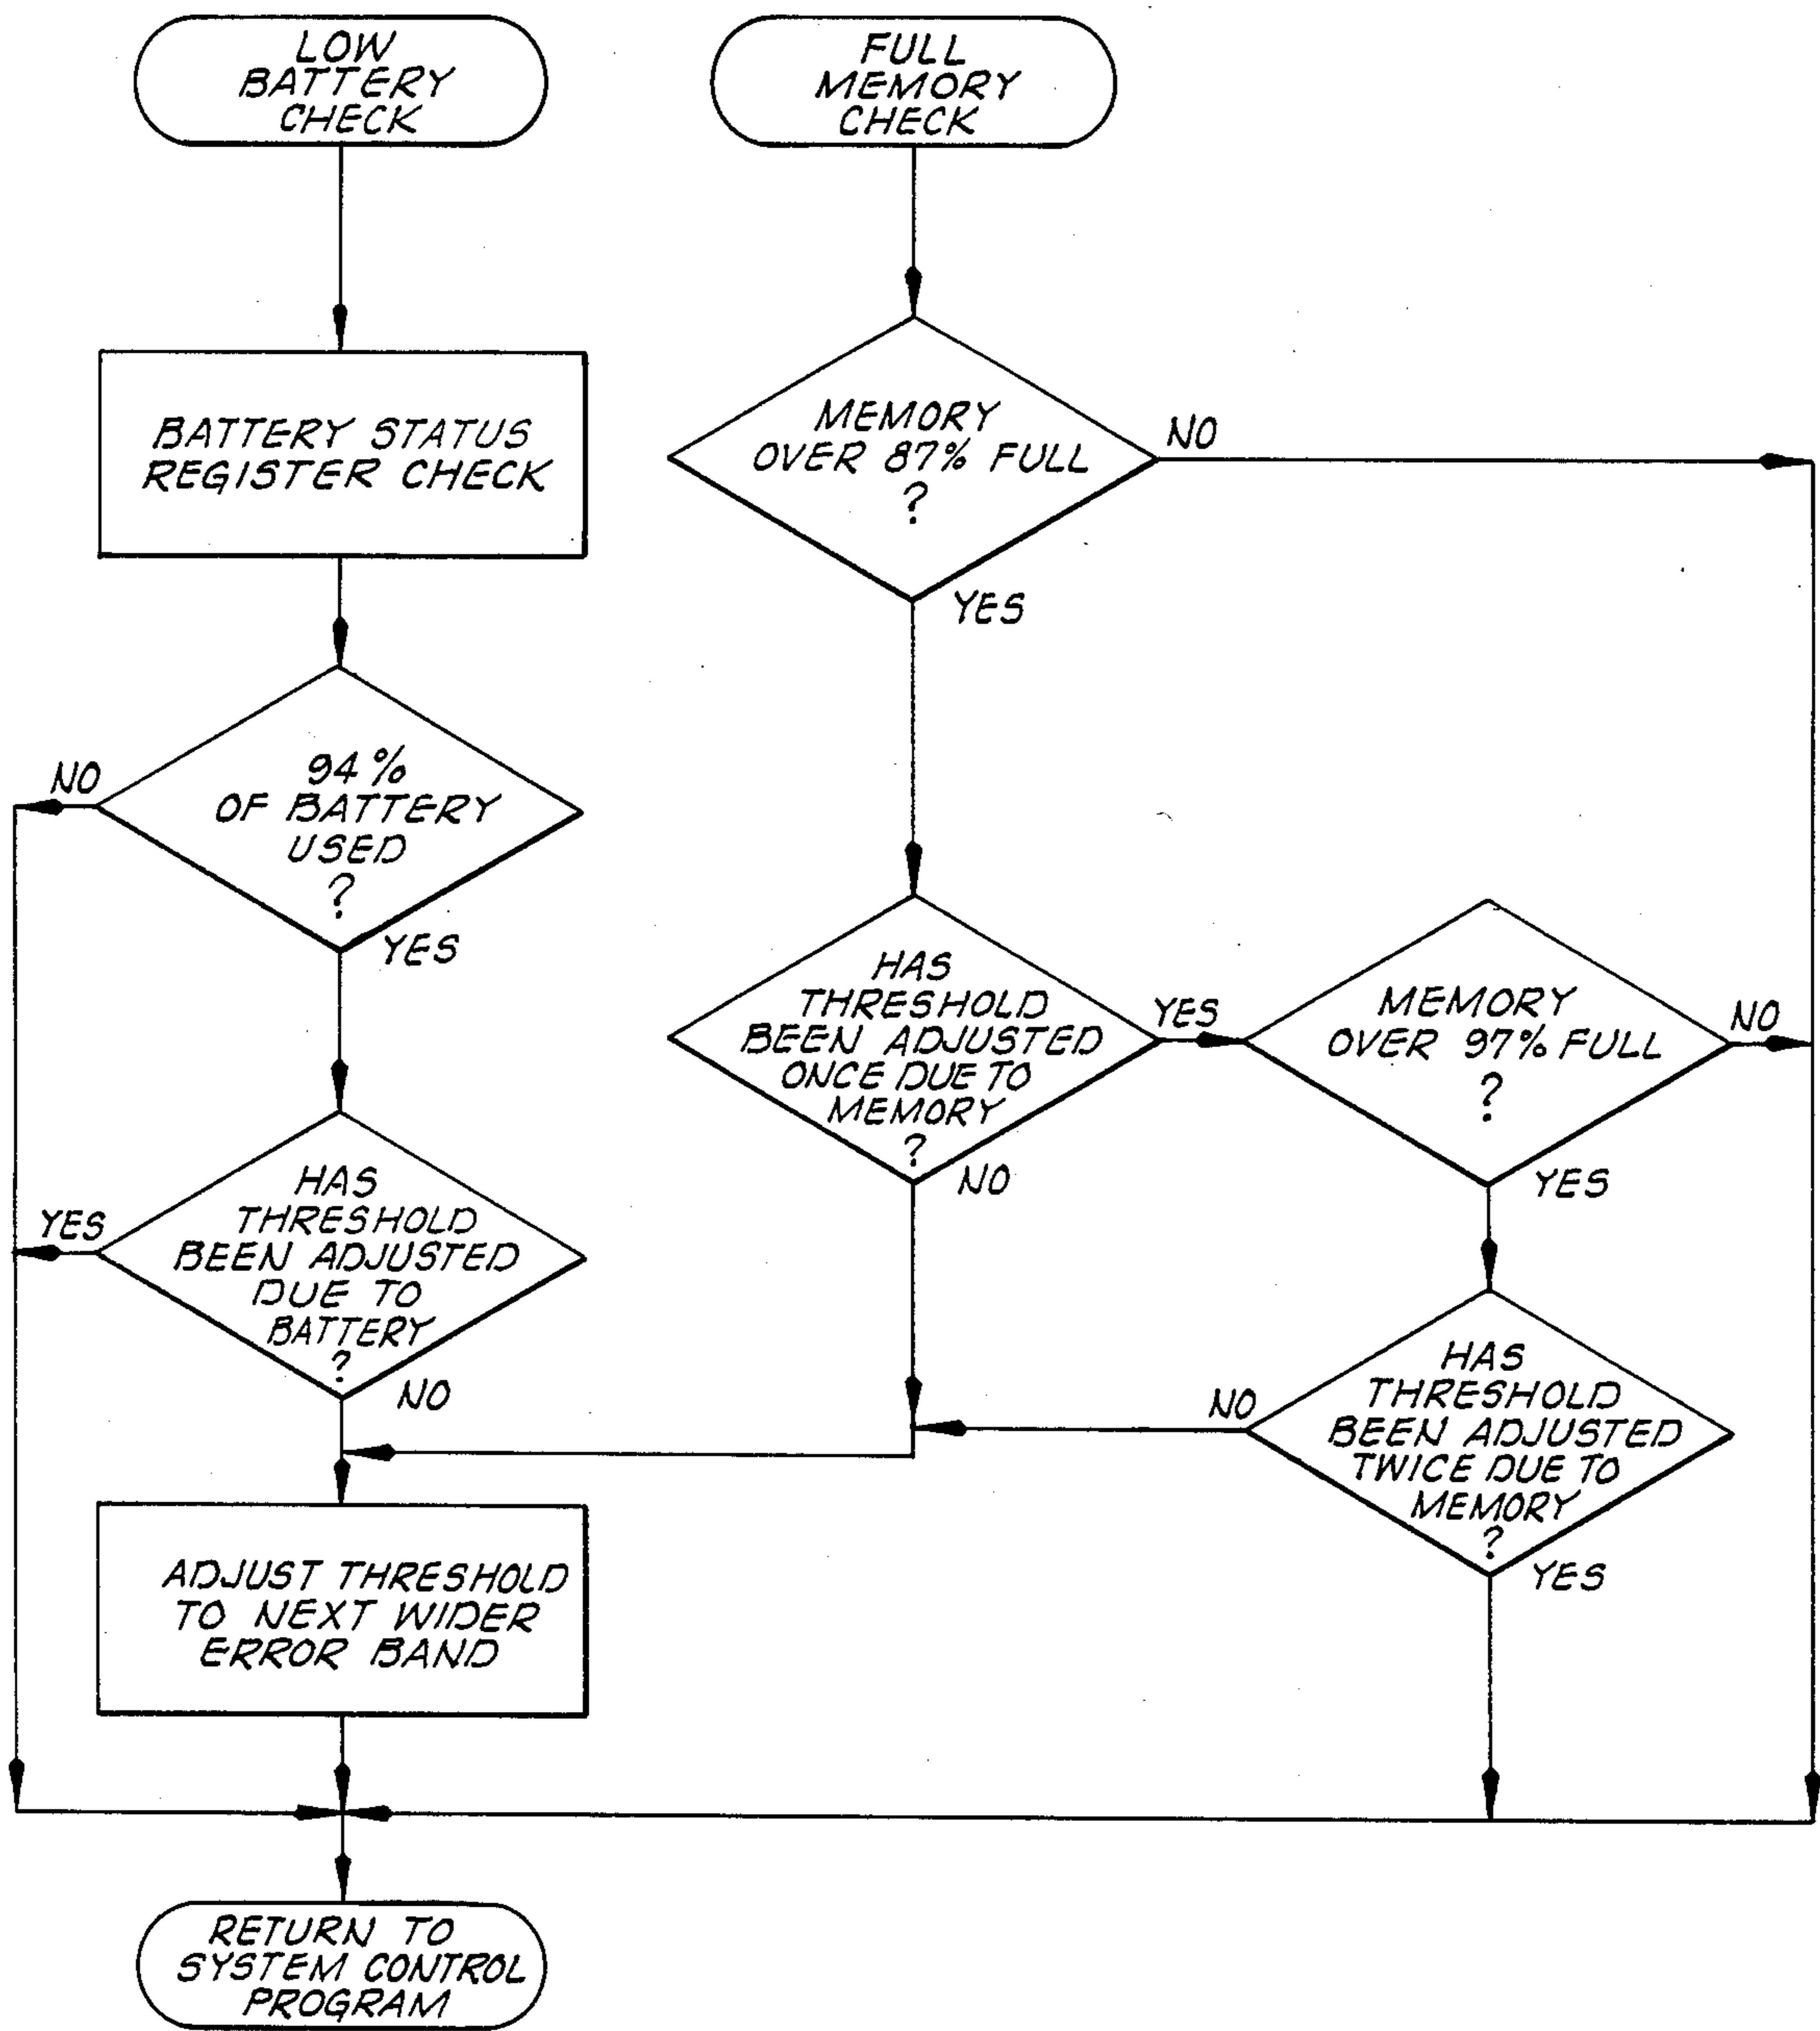 LOW
BATTERY
CHECK
BATTERY STATUS
REGISTER CHECK
NO
94%
OF BATTERY
USED
?
YES
YES
HAS
THRESHOLD
BEEN ADJUSTED
DUE TO
BATTERY
?
NO
ADJUST THRESHOLD
TO NEXT WIDER
ERROR BAND
RETURN TO
SYSTEM CONTROL
PROGRAM
FULL
MEMORY
CHECK
MEMORY
OVER 87% FULL
?
NO
YES
HAS
THRESHOLD
BEEN ADJUSTED
ONCE DUE TO
MEMORY
?
YES
NO
MEMORY
OVER 97% FULL
?
NO
YES
HAS
THRESHOLD
BEEN ADJUSTED
TWICE DUE TO
MEMORY
?
NO
YES